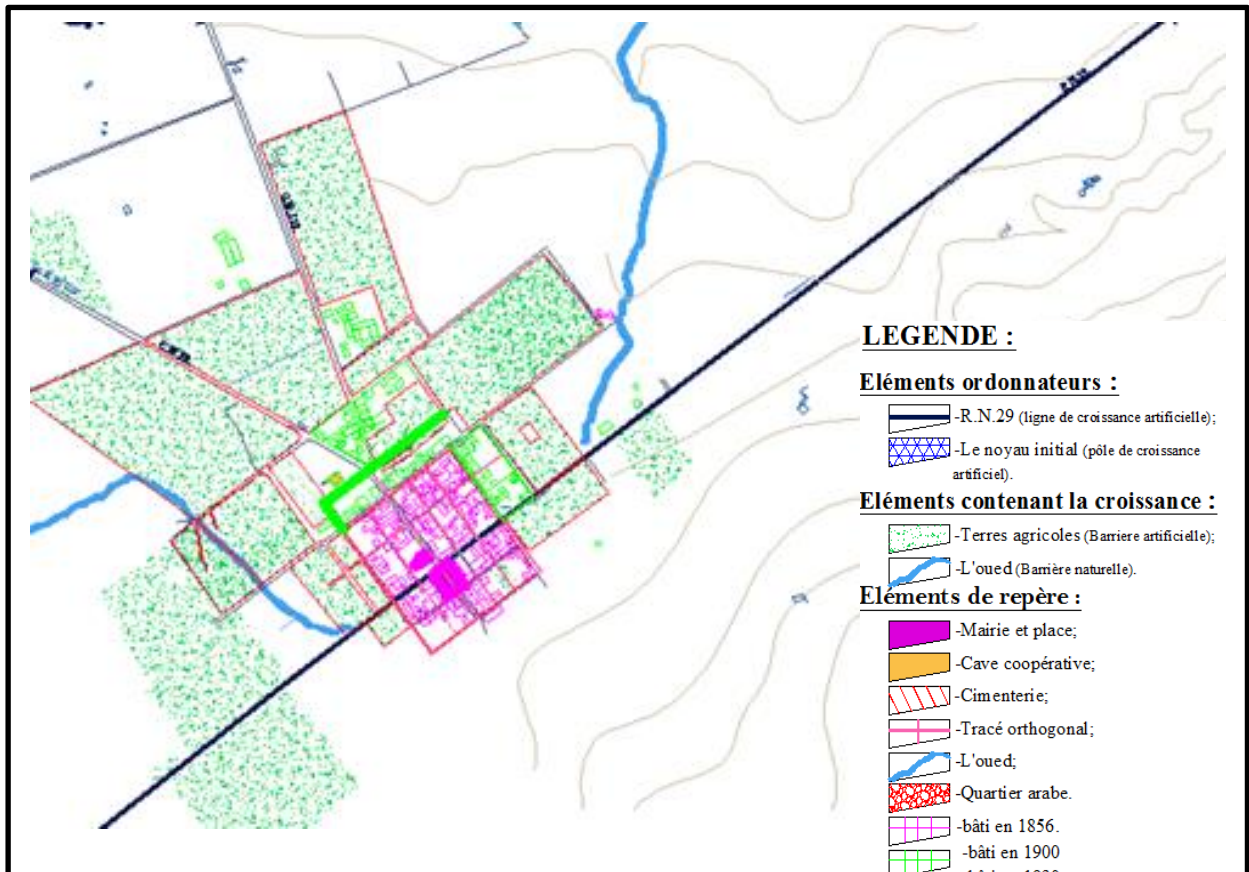 R.N.29
LEGENDE :
Eléments ordonnateurs :
-R.N.29 (ligne de croissance artificielle);
-Le noyau initial (pôle de croissance
artificiel).
Eléments contenant la croissance :
-Terres agricoles (Barriere artificielle);
-L'oued (Barrière naturelle).
Eléments de repère :
-Mairie et place;
-Cave coopérative;
-Cimenterie;
-Tracé orthogonal;
-L'oued;
-Quartier arabe.
-bâti en 1856.
-bâti en 1900